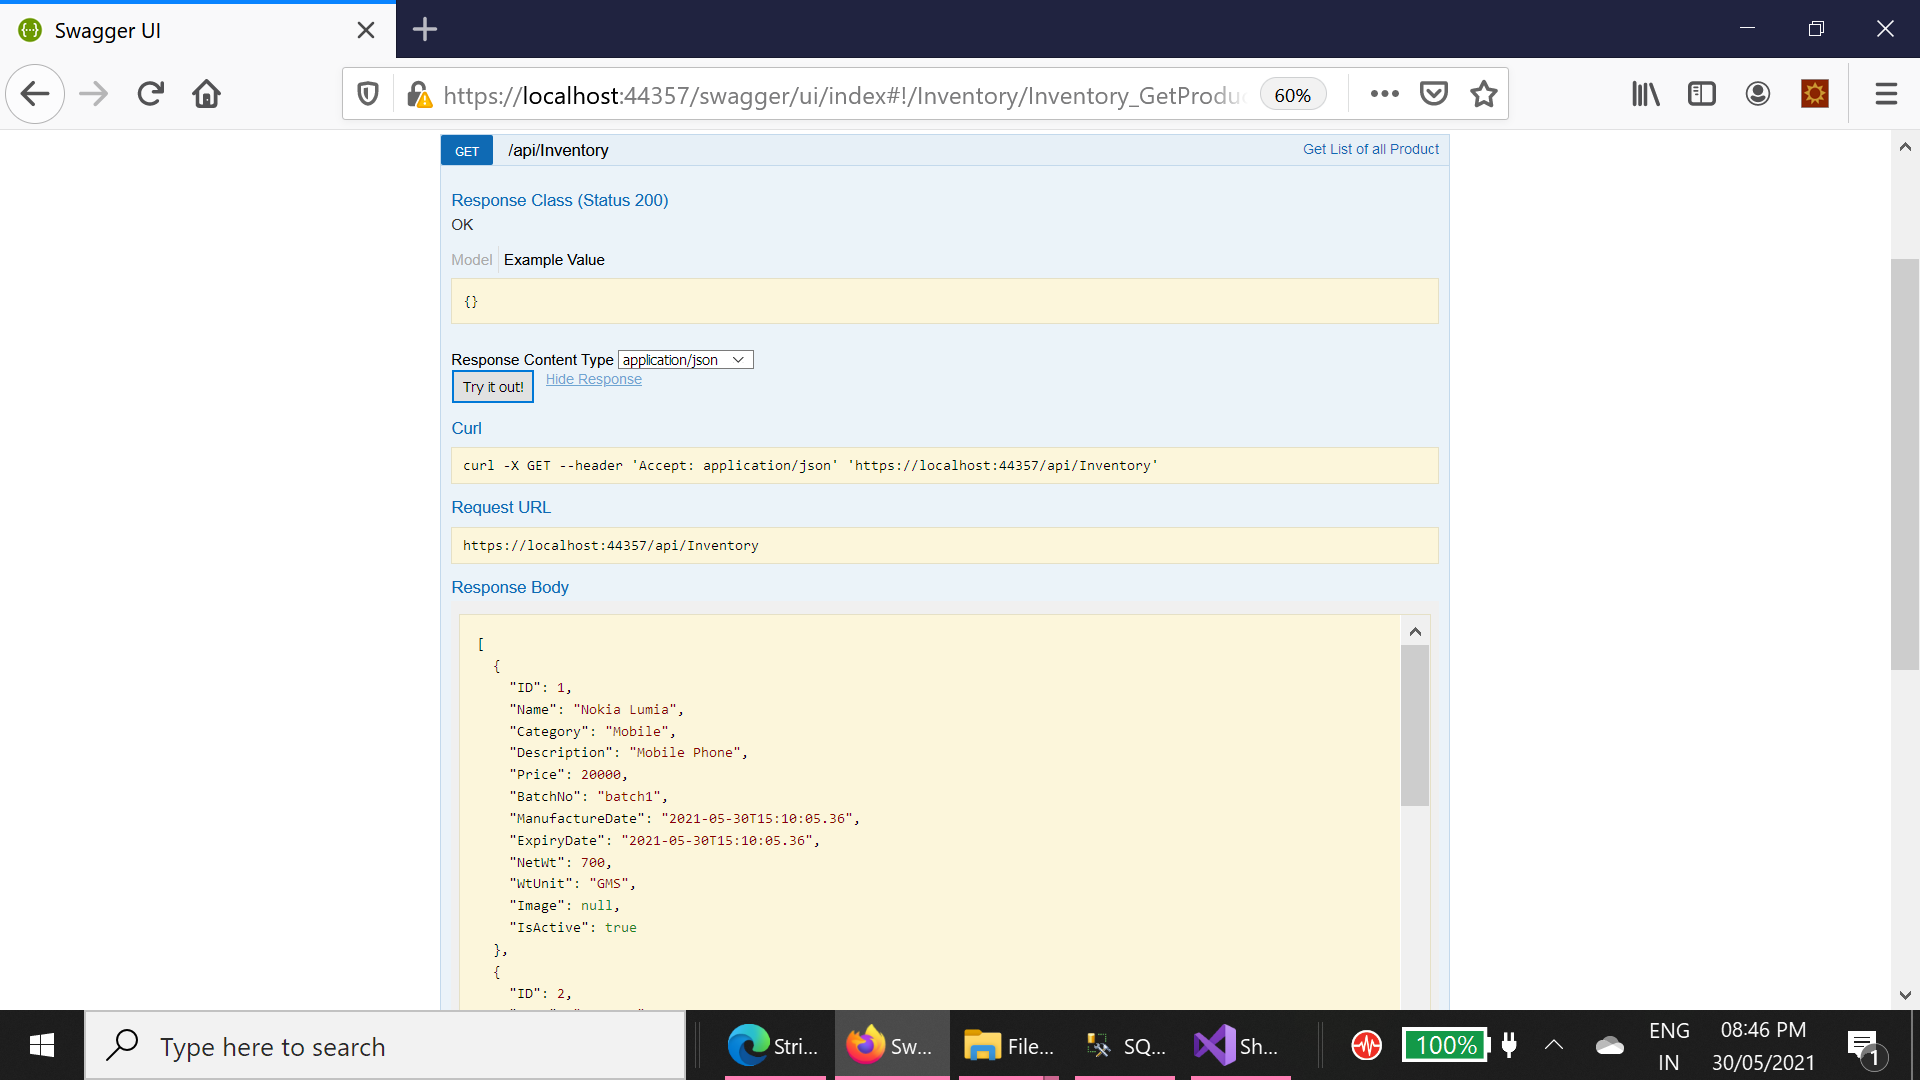 Swagger UI
https://localhost:44357/swagger/ui/index#!/Inventory/Inventory_GetProduc
60%
GET /api/Inventory Get List of all Product
Response Class (Status 200)
OK
Model Example Value
{}
Response Content Type application/json
Try it out! Hide Response
Curl
curl -X GET --header 'Accept: application/json' 'https://localhost:44357/api/Inventory'
Request URL
https://localhost:44357/api/Inventory
Response Body
[
{
"ID": 1,
"Name": "Nokia Lumia",
"Category": "Mobile",
"Description": "Mobile Phone",
"Price": 20000,
"BatchNo": "batch1",
"ManufactureDate": "2021-05-30T15:10:05.36",
"ExpiryDate": "2021-05-30T15:10:05.36",
"NetWt": 700,
"WtUnit": "GMS",
"Image": null,
"IsActive": true
},
{
"ID": 2,
Type here to search
Stri...
Sw...
File...
SQ...
Sh...
100%
ENG
IN
08:46 PM
30/05/2021
1